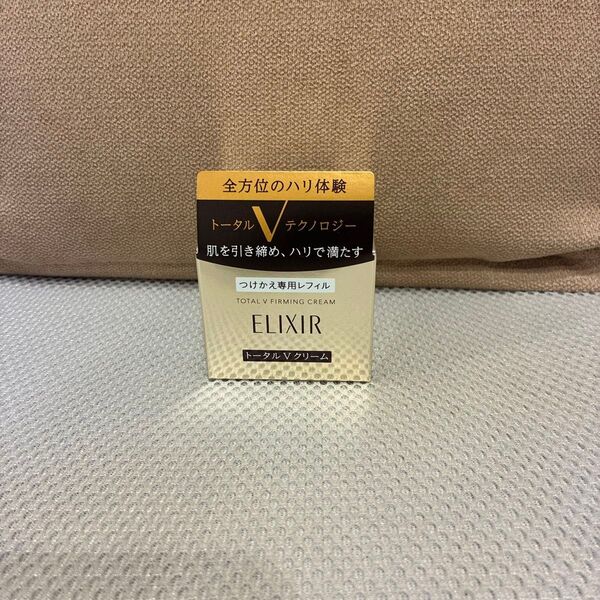 全方位のハリ体験
トータル V テクノロジー
肌を引き締め、ハリで満たす
つけかえ専用レフィル
TOTAL V FIRMING CREAM
ELIXIR
トータル V クリーム